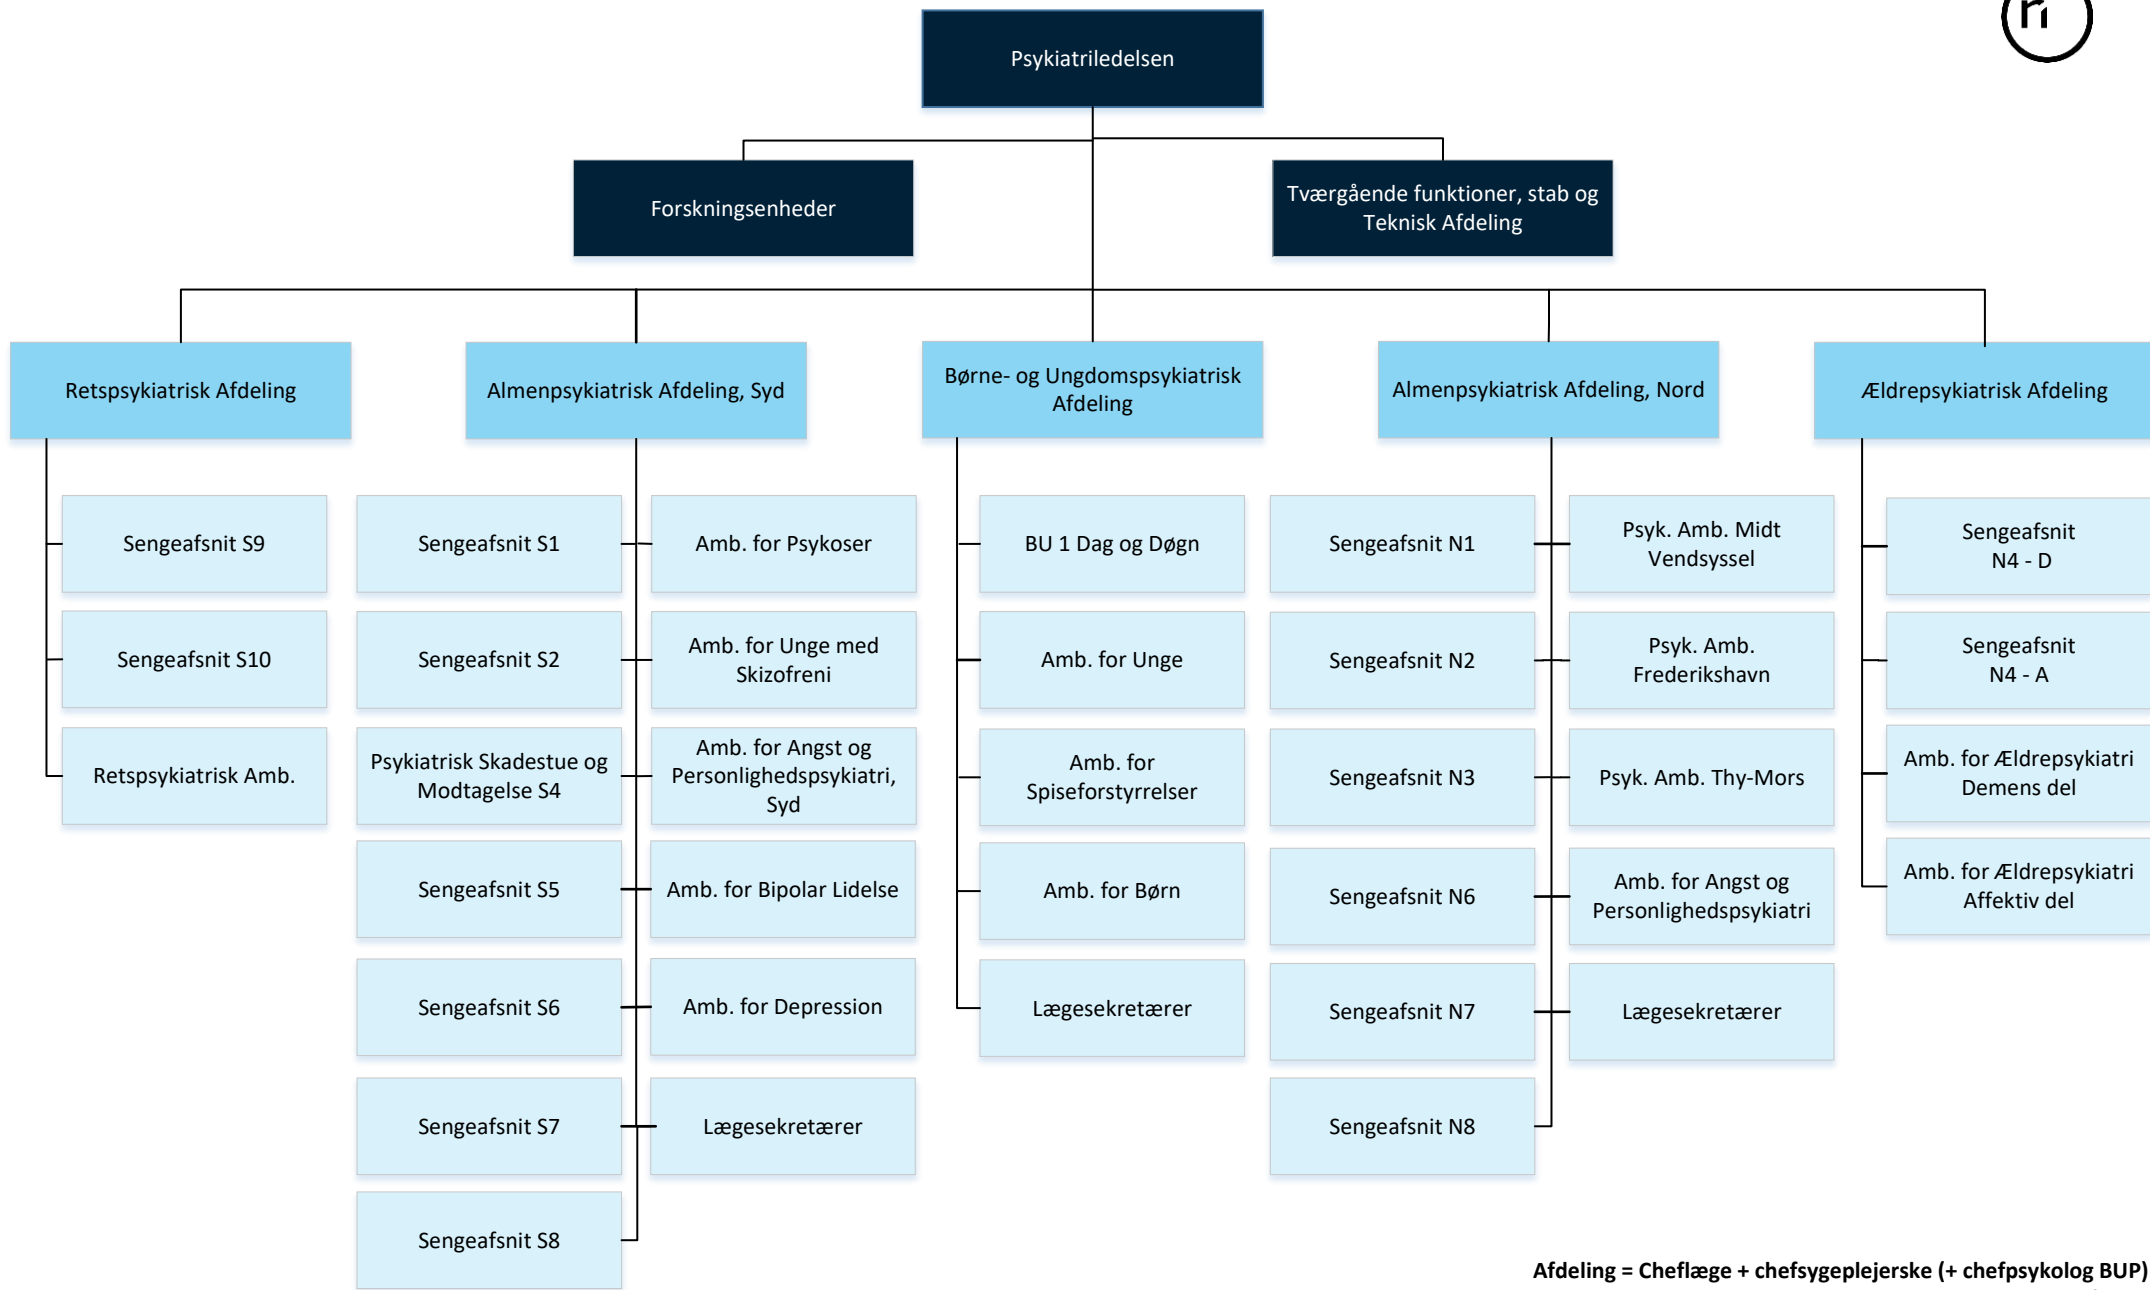 Psykiatriledelsen
Forskningsenheder
Tværgående funktioner, stab og
Teknisk Afdeling
Retspsykiatrisk Afdeling
Almenpsykiatrisk Afdeling, Syd
Børne- og Ungdomspsykiatrisk
Afdeling
Almenpsykiatrisk Afdeling, Nord
Ældrepsykiatrisk Afdeling
Sengeafsnit S9
Sengeafsnit S10
Retspsykiatrisk Amb.
Sengeafsnit S1
Sengeafsnit S2
Psykiatrisk Skadestue og
Modtagelse S4
Sengeafsnit S5
Sengeafsnit S6
Sengeafsnit S7
Sengeafsnit S8
Amb. for Psykoser
Amb. for Unge med
Skizofreni
Amb. for Angst og
Personlighedspsykiatri,
Syd
Amb. for Bipolar Lidelse
Amb. for Depression
Lægesekretærer
BU 1 Dag og Døgn
Amb. for Unge
Amb. for
Spiseforstyrrelser
Amb. for Børn
Lægesekretærer
Sengeafsnit N1
Sengeafsnit N2
Sengeafsnit N3
Sengeafsnit N6
Sengeafsnit N7
Sengeafsnit N8
Psyk. Amb. Midt
Vendsyssel
Psyk. Amb.
Frederikshavn
Psyk. Amb. Thy-Mors
Amb. for Angst og
Personlighedspsykiatri
Lægesekretærer
Sengeafsnit
N4 - D
Sengeafsnit
N4 - A
Amb. for Ældrepsykiatri
Demens del
Amb. for Ældrepsykiatri
Affektiv del
Afdeling = Cheflæge + chefsygeplejerske (+ chefpsykolog BUP)